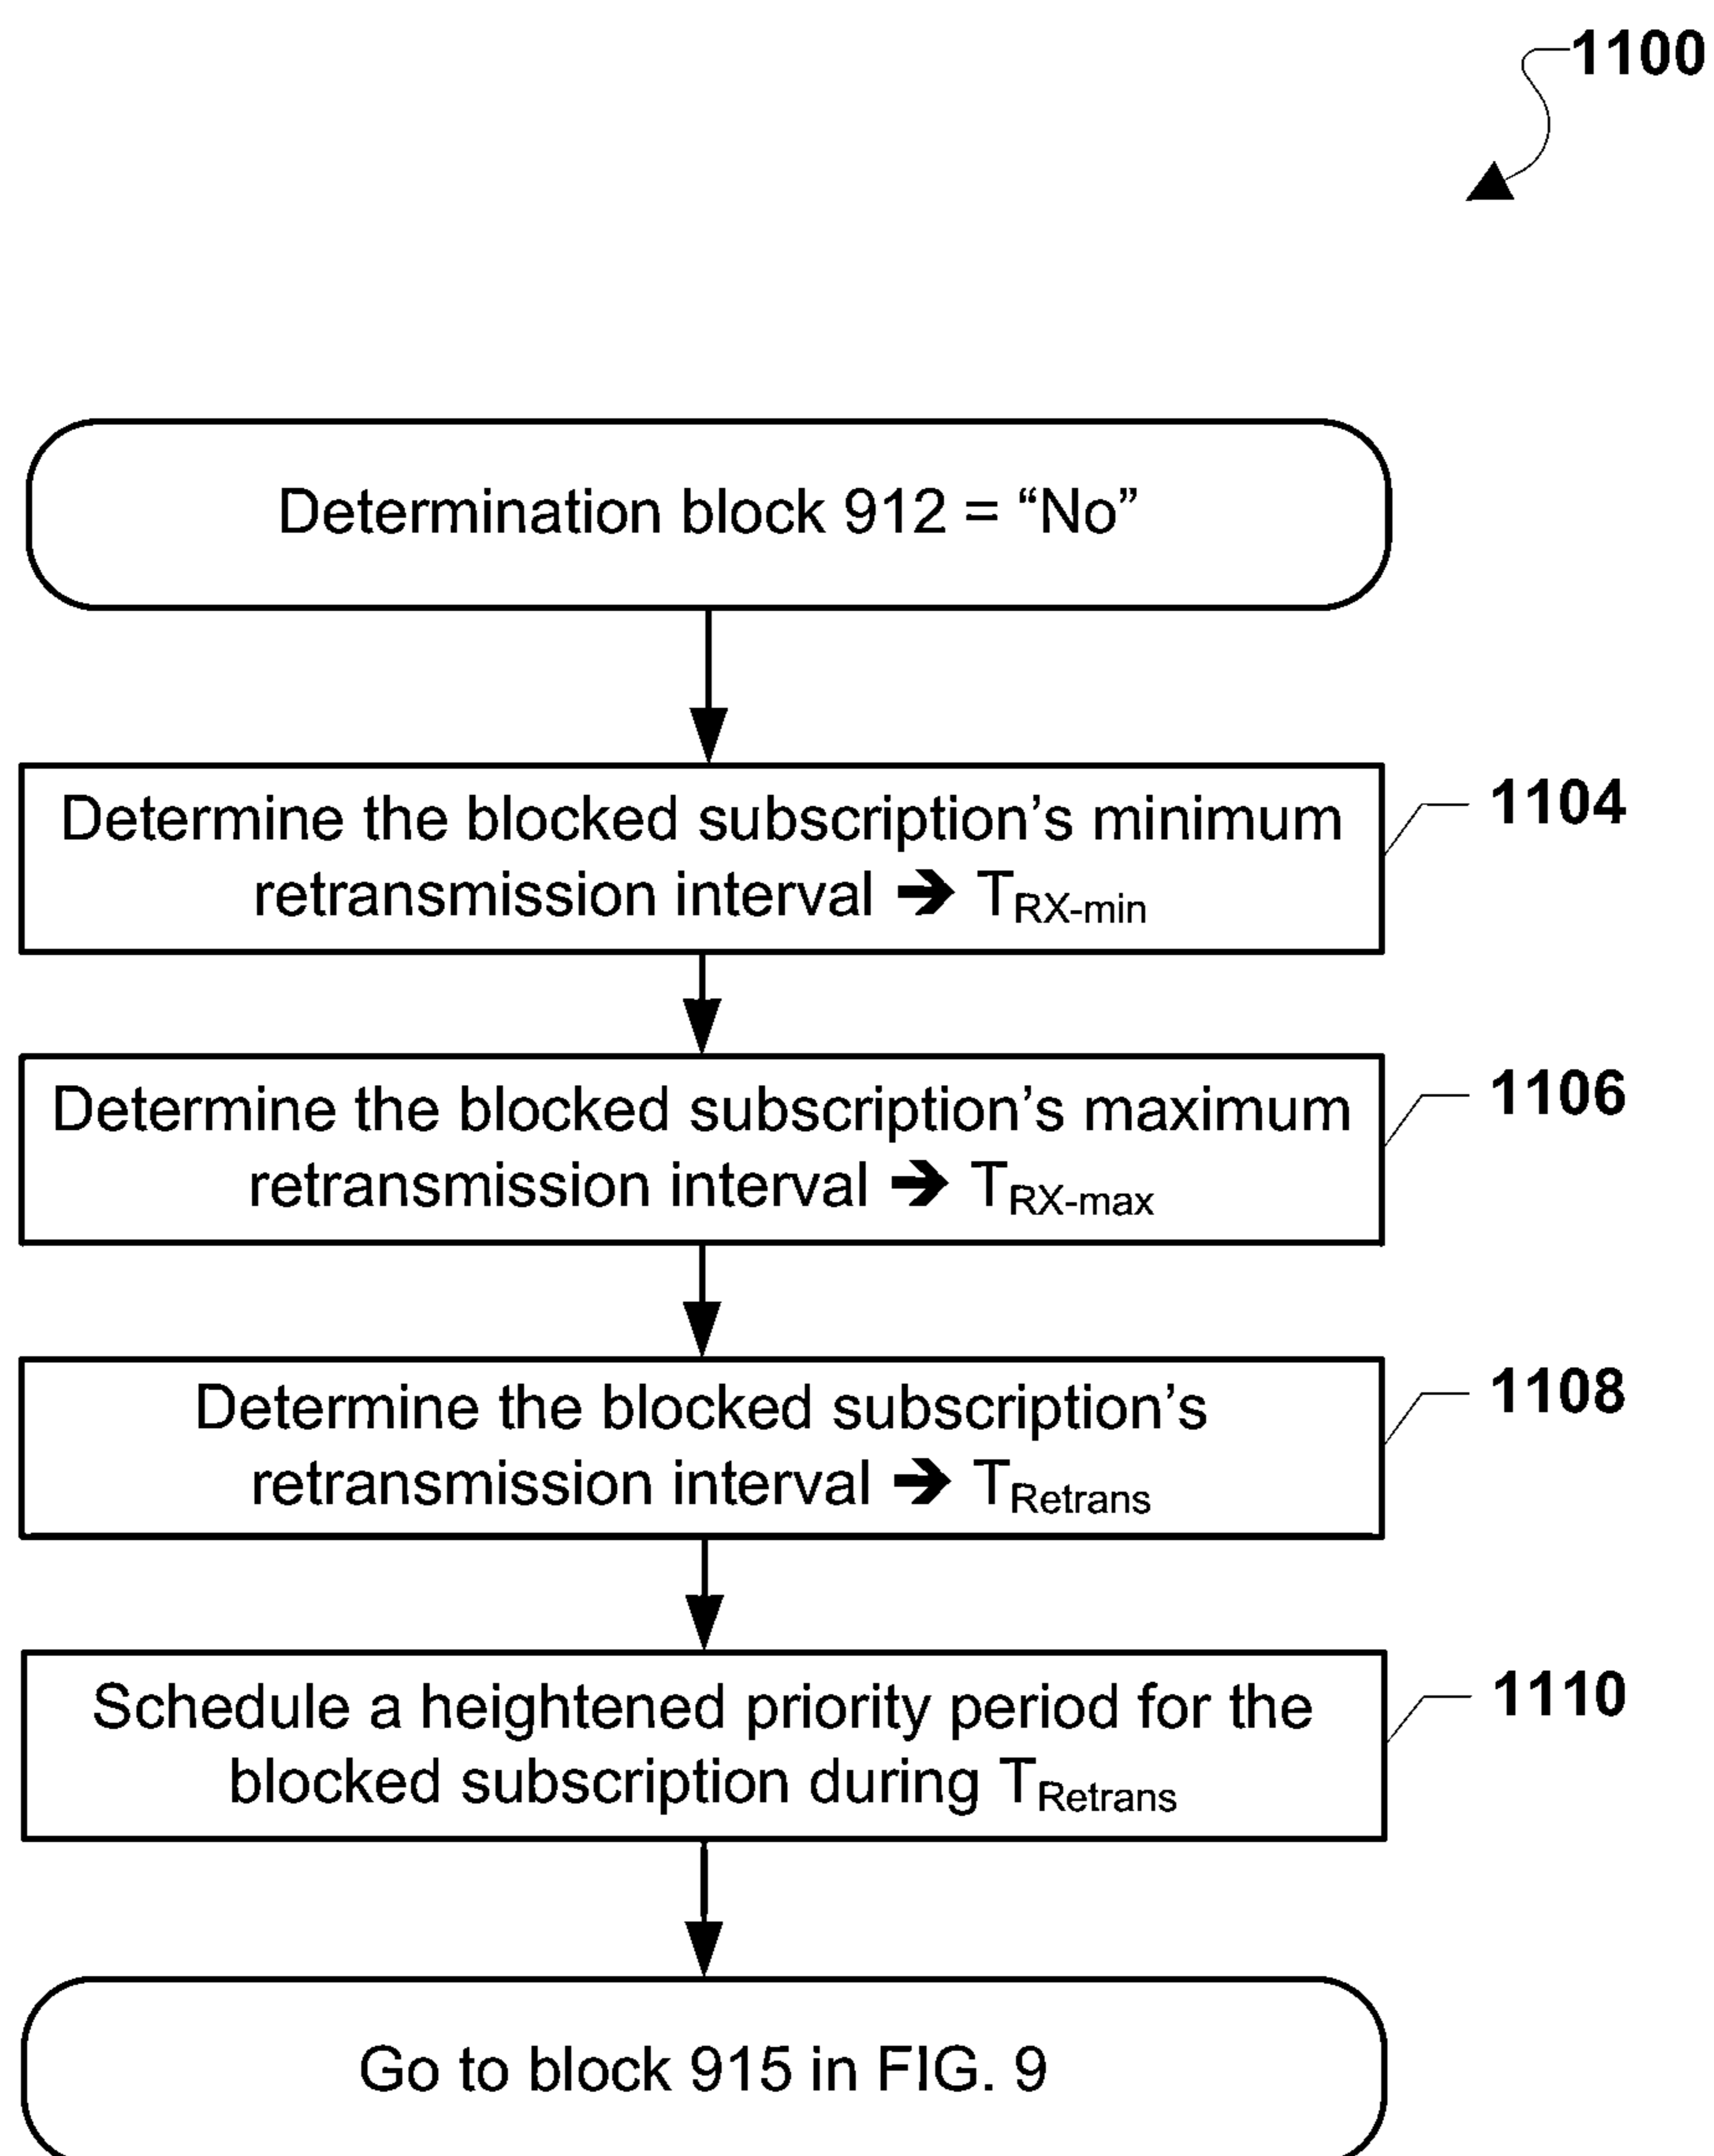 1100
Determination block 912 = “No”
Determine the blocked subscription’s minimum
retransmission interval ➔ TRX-min
1104
Determine the blocked subscription’s maximum
retransmission interval ➔ TRX-max
1106
Determine the blocked subscription’s
retransmission interval ➔ TRetrans
1108
Schedule a heightened priority period for the
blocked subscription during TRetrans
1110
Go to block 915 in FIG. 9